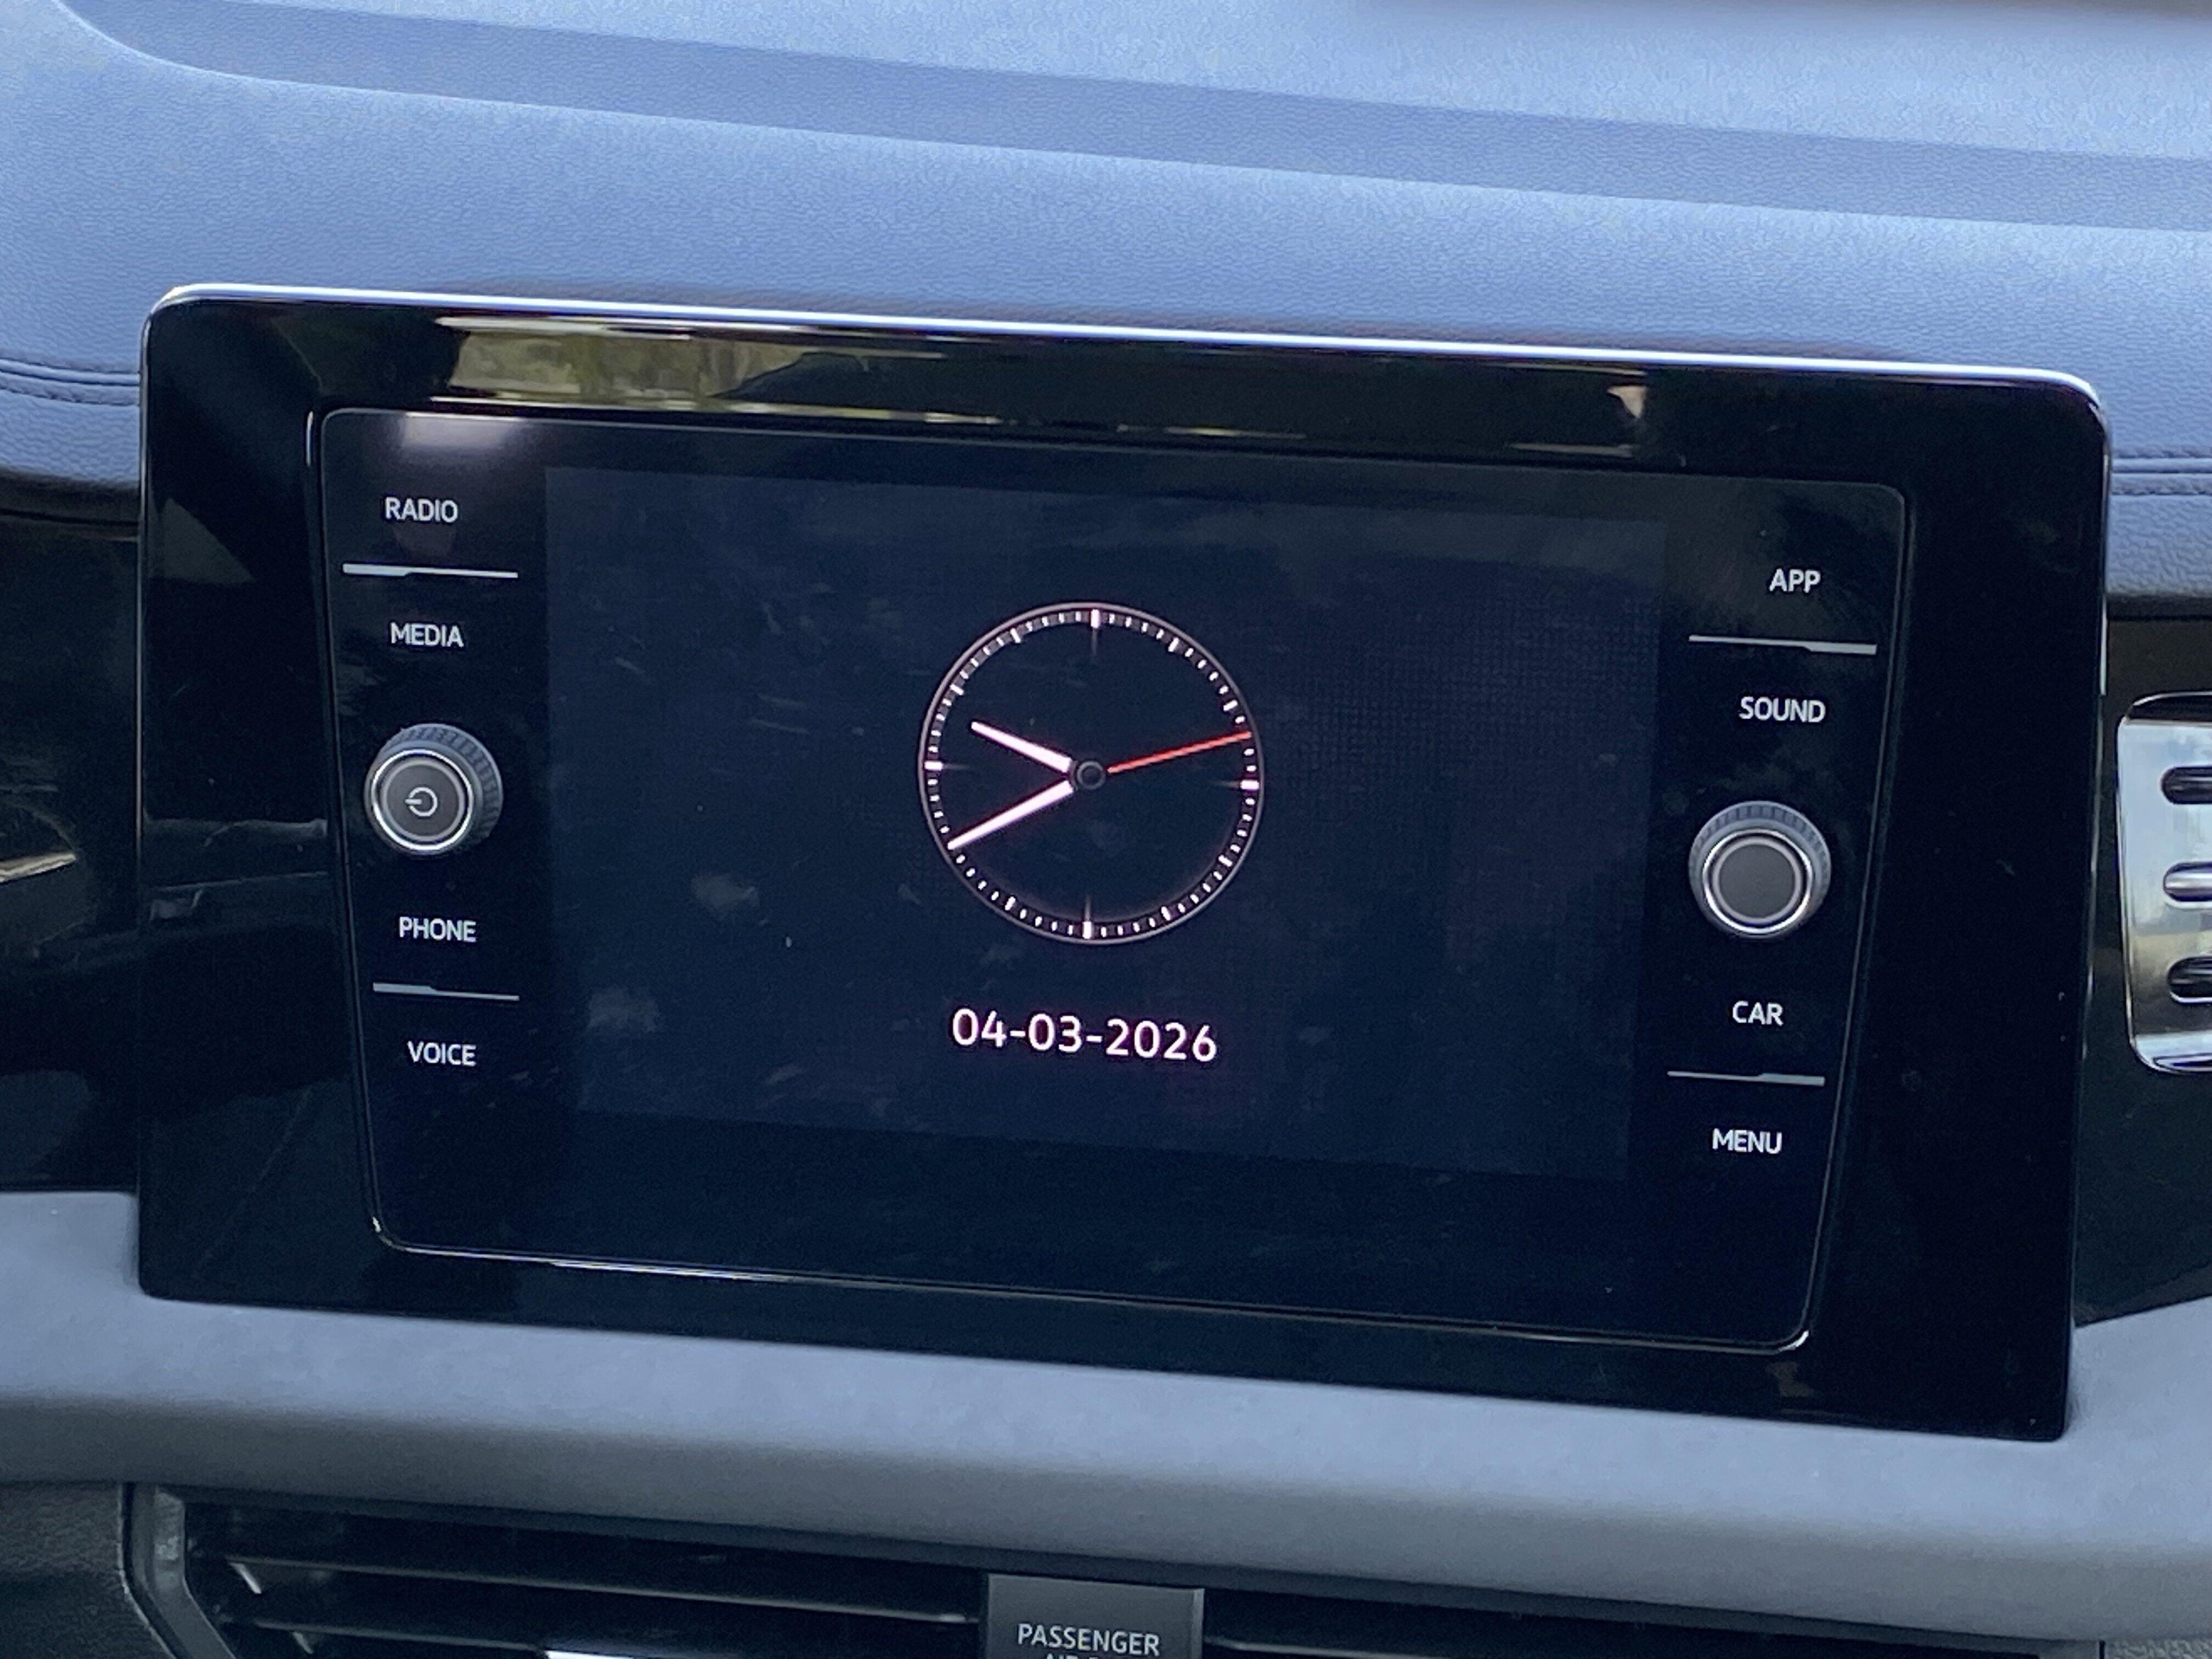 RADIO
MEDIA
PHONE
VOICE
04-03-2026
APP
SOUND
CAR
MENU
PASSENGER